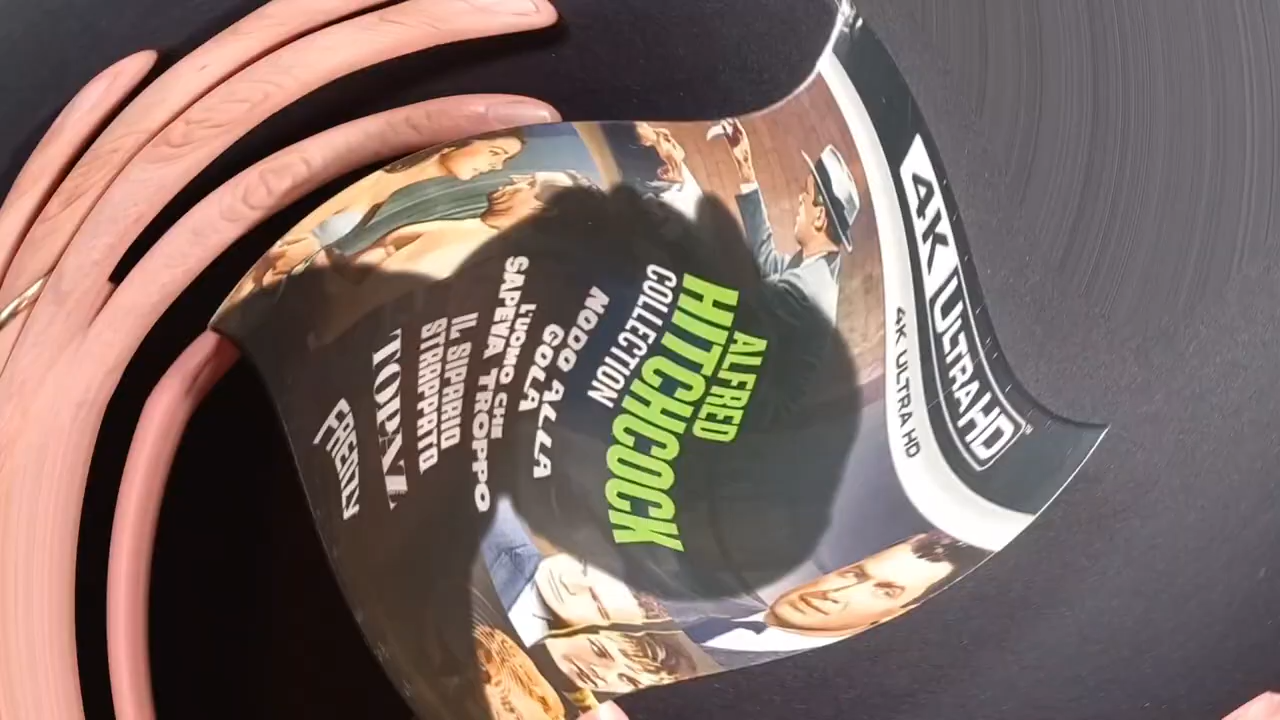 4K ULTRA HD™
4K ULTRA HD
ALFRED
HITCHCOCK
COLLECTION
NODO ALLA
GOLA
L'UOMO CHE
SAPEVA TROPPO
IL SIPARIO
STRAPPATO
TOPAZ
FRENZY